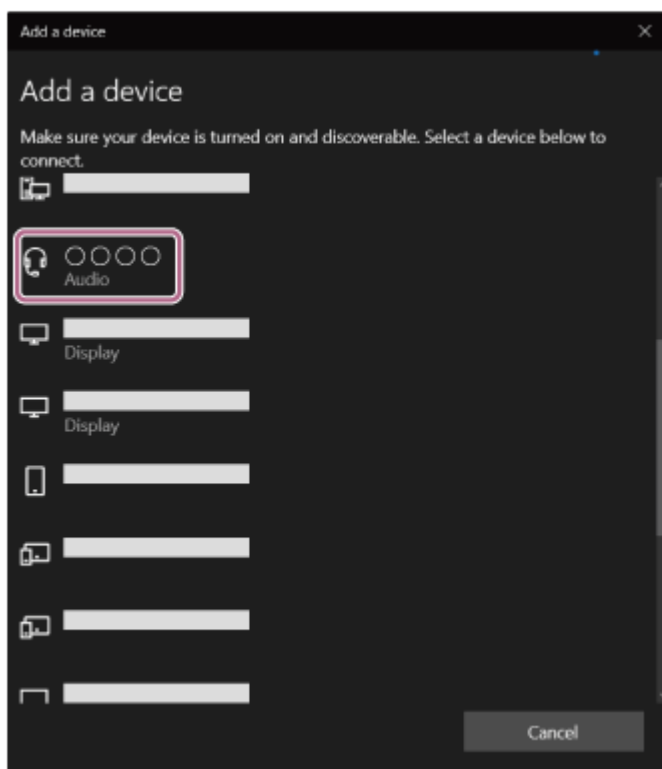 Add a device
Add a device
Make sure your device is turned on and discoverable. Select a device below to
connect.
○○○○
Audio
Display
Display
Cancel